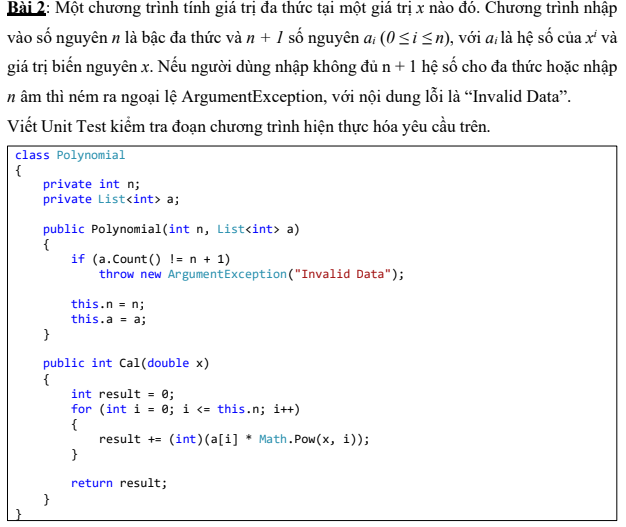 Bài 2: Một chương trình tính giá trị đa thức tại một giá trị x nào đó. Chương trình nhập
vào số nguyên n là bậc đa thức và n + 1 số nguyên aᵢ (0 ≤ i ≤ n), với aᵢ là hệ số của xⁱ và
giá trị biến nguyên x. Nếu người dùng nhập không đủ n + 1 hệ số cho đa thức hoặc nhập
n âm thì ném ra ngoại lệ ArgumentException, với nội dung lỗi là “Invalid Data”.
Viết Unit Test kiểm tra đoạn chương trình hiện thực hóa yêu cầu trên.
class Polynomial
{
    private int n;
    private List<int> a;

    public Polynomial(int n, List<int> a)
    {
        if (a.Count() != n + 1)
            throw new ArgumentException("Invalid Data");

        this.n = n;
        this.a = a;
    }

    public int Cal(double x)
    {
        int result = 0;
        for (int i = 0; i <= this.n; i++)
        {
            result += (int)(a[i] * Math.Pow(x, i));
        }

        return result;
    }
}